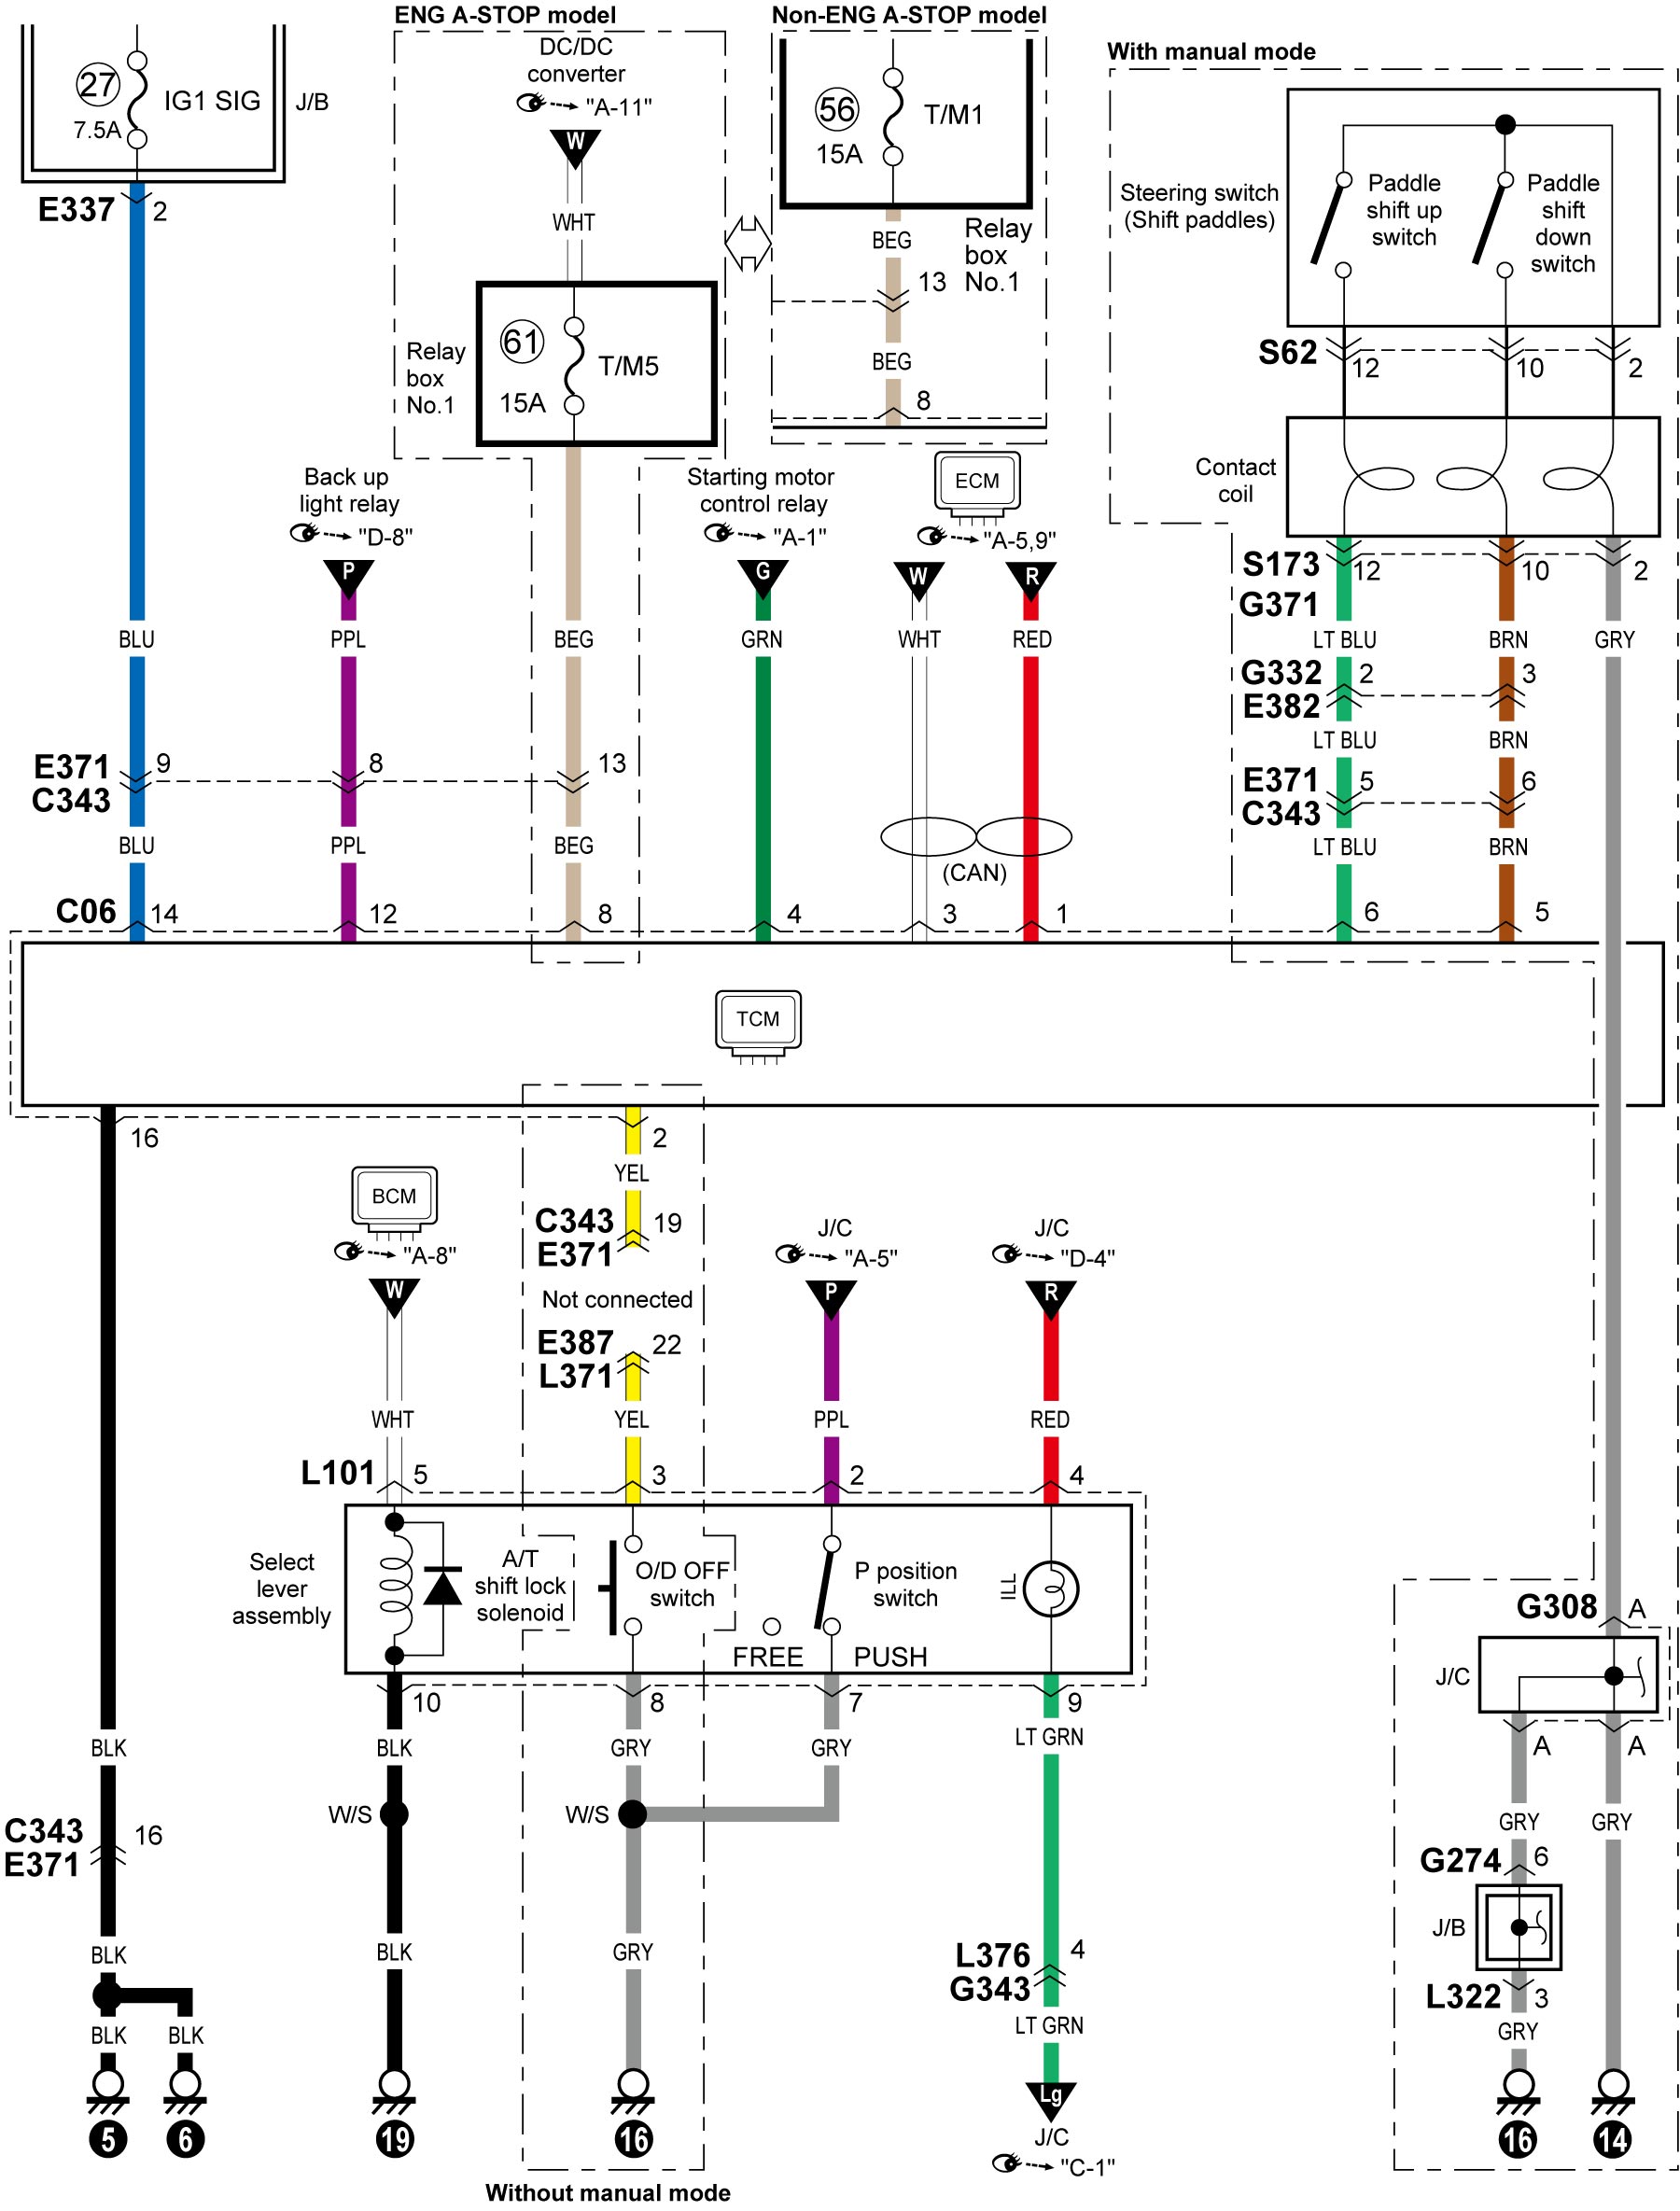 ENG A-STOP model
Non-ENG A-STOP model
With manual mode
27
7.5A
IG1 SIG
J/B
E337
2
DC/DC
converter
"A-11"
W
WHT
Relay
box
No.1
61
15A
T/M5
56
15A
T/M1
BEG
Relay
box
No.1
13
BEG
8
Steering switch
(Shift paddles)
Paddle
shift up
switch
Paddle
shift
down
switch
S62
12
10
2
Contact
coil
S173
G371
12
10
2
Back up
light relay
"D-8"
P
Starting motor
control relay
"A-1"
G
ECM
"A-5,9"
W
R
BLU
PPL
BEG
GRN
WHT
RED
LT BLU
BRN
GRY
G332
E382
2
3
LT BLU
BRN
E371
C343
9
8
13
E371
C343
5
6
BLU
PPL
BEG
(CAN)
LT BLU
BRN
C06
14
12
8
4
3
1
6
5
TCM
16
2
YEL
BCM
"A-8"
W
C343
E371
19
Not connected
E387
L371
22
J/C
"A-5"
P
J/C
"D-4"
R
WHT
YEL
PPL
RED
L101
5
3
2
4
Select
lever
assembly
A/T
shift lock
solenoid
O/D OFF
switch
P position
switch
FREE
PUSH
ILL
10
8
7
9
G308
A
J/C
A
A
BLK
BLK
GRY
GRY
LT GRN
W/S
W/S
C343
E371
16
GRY
GRY
G274
6
J/B
L322
3
GRY
BLK
BLK
GRY
L376
G343
4
LT GRN
BLK
BLK
Lg
J/C
"C-1"
5
6
19
16
16
14
Without manual mode